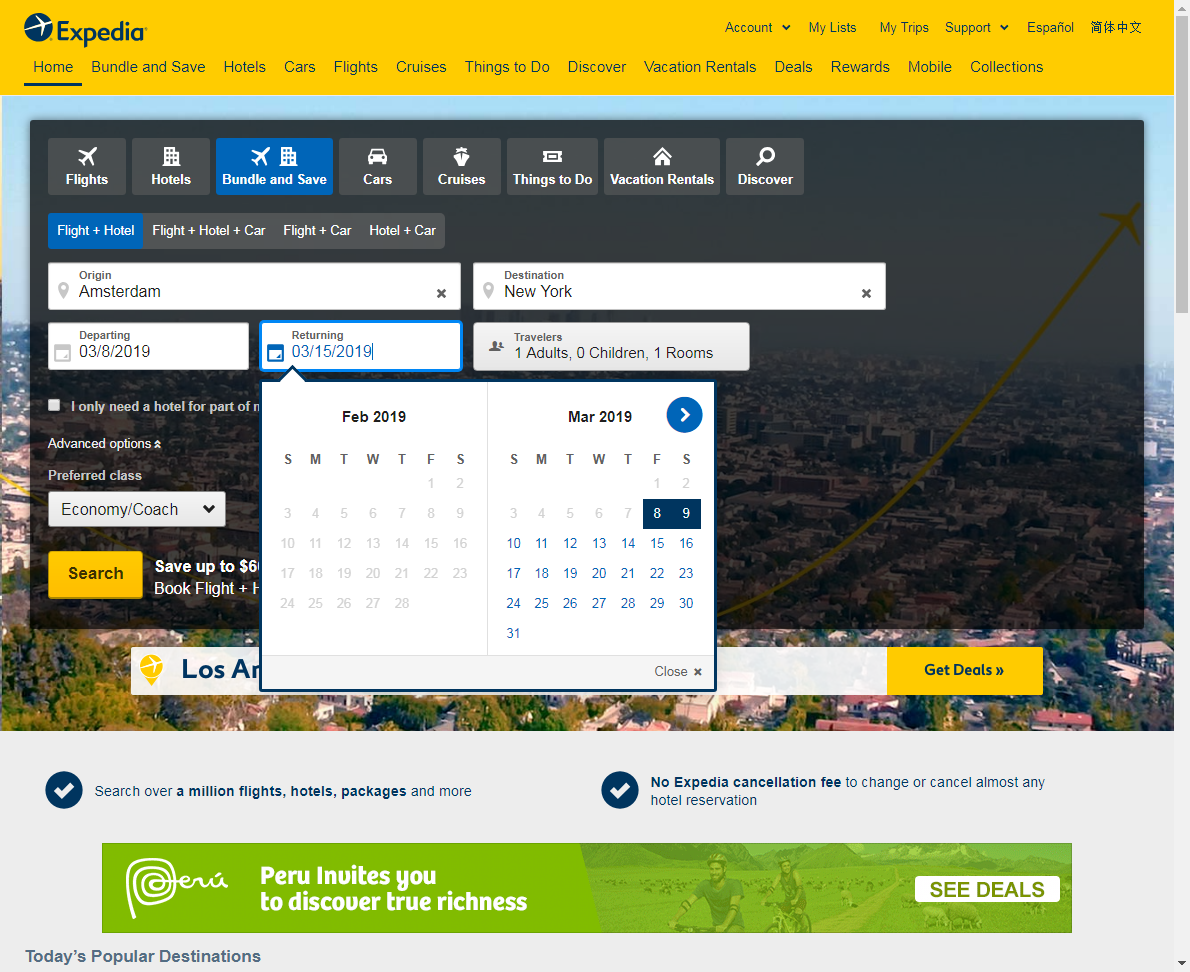 Expedia
Account My Lists My Trips Support Español 简体中文
Home Bundle and Save Hotels Cars Flights Cruises Things to Do Discover Vacation Rentals Deals Rewards Mobile Collections
Flights Hotels Bundle and Save Cars Cruises Things to Do Vacation Rentals Discover
Flight + Hotel Flight + Hotel + Car Flight + Car Hotel + Car
Origin
Amsterdam
Destination
New York
Departing
03/8/2019
Returning
03/15/2019
Travelers
1 Adults, 0 Children, 1 Rooms
I only need a hotel for part of
Advanced options
Preferred class
Economy/Coach
Search
Save up to $6
Book Flight +
Feb 2019
S M T W T F S
1 2
3 4 5 6 7 8 9
10 11 12 13 14 15 16
17 18 19 20 21 22 23
24 25 26 27 28
Mar 2019
S M T W T F S
1 2
3 4 5 6 7 8 9
10 11 12 13 14 15 16
17 18 19 20 21 22 23
24 25 26 27 28 29 30
31
Close
Los
Get Deals »
Search over a million flights, hotels, packages and more
No Expedia cancellation fee to change or cancel almost any
hotel reservation
Perú
Peru Invites you
to discover true richness
SEE DEALS
Today's Popular Destinations